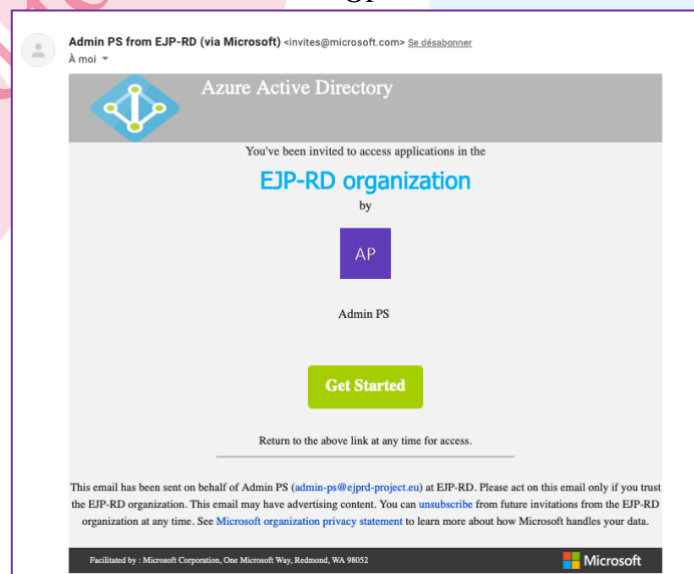 Admin PS from EJP-RD (via Microsoft) <invites@microsoft.com> Se désabonner
À moi
Azure Active Directory
You've been invited to access applications in the
EJP-RD organization
by
AP
Admin PS
Get Started
Return to the above link at any time for access.
This email has been sent on behalf of Admin PS (admin-ps@ejprd-project.eu) at EJP-RD. Please act on this email only if you trust
the EJP-RD organization. This email may have advertising content. You can unsubscribe from future invitations from the EJP-RD
organization at any time. See Microsoft organization privacy statement to learn more about how Microsoft handles your data.
Facilitated by : Microsoft Corporation, One Microsoft Way, Redmond, WA 98052
Microsoft